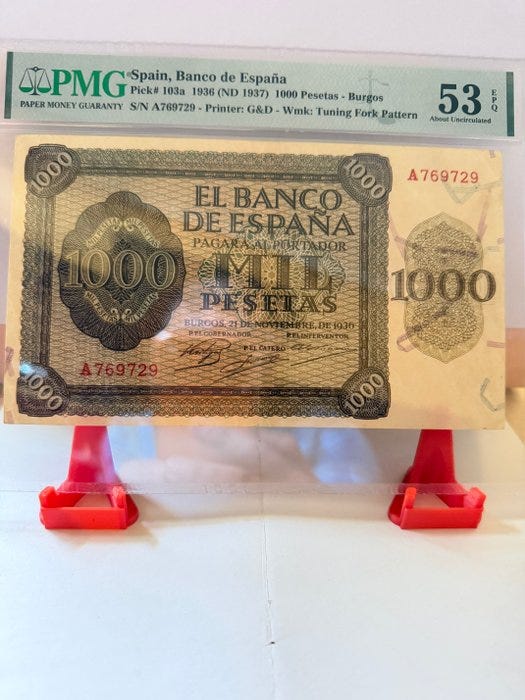 PMG
PAPER MONEY GUARANTY
Spain, Banco de España
Pick# 103a 1936 (ND 1937) 1000 Pesetas - Burgos
S/N A769729 - Printer: G&D - Wmk: Tuning Fork Pattern
53
EPQ
About Uncirculated
1000
1000
A769729
EL BANCO
DE ESPAÑA
PAGARÁ AL PORTADOR
MIL
PESETAS
BURGOS, 21 DE NOVIEMBRE, DE 1936
P. EL GOBERNADOR
P. EL INTERVENTOR
P. EL CAJERO
1000
1000
A769729
1000
1000